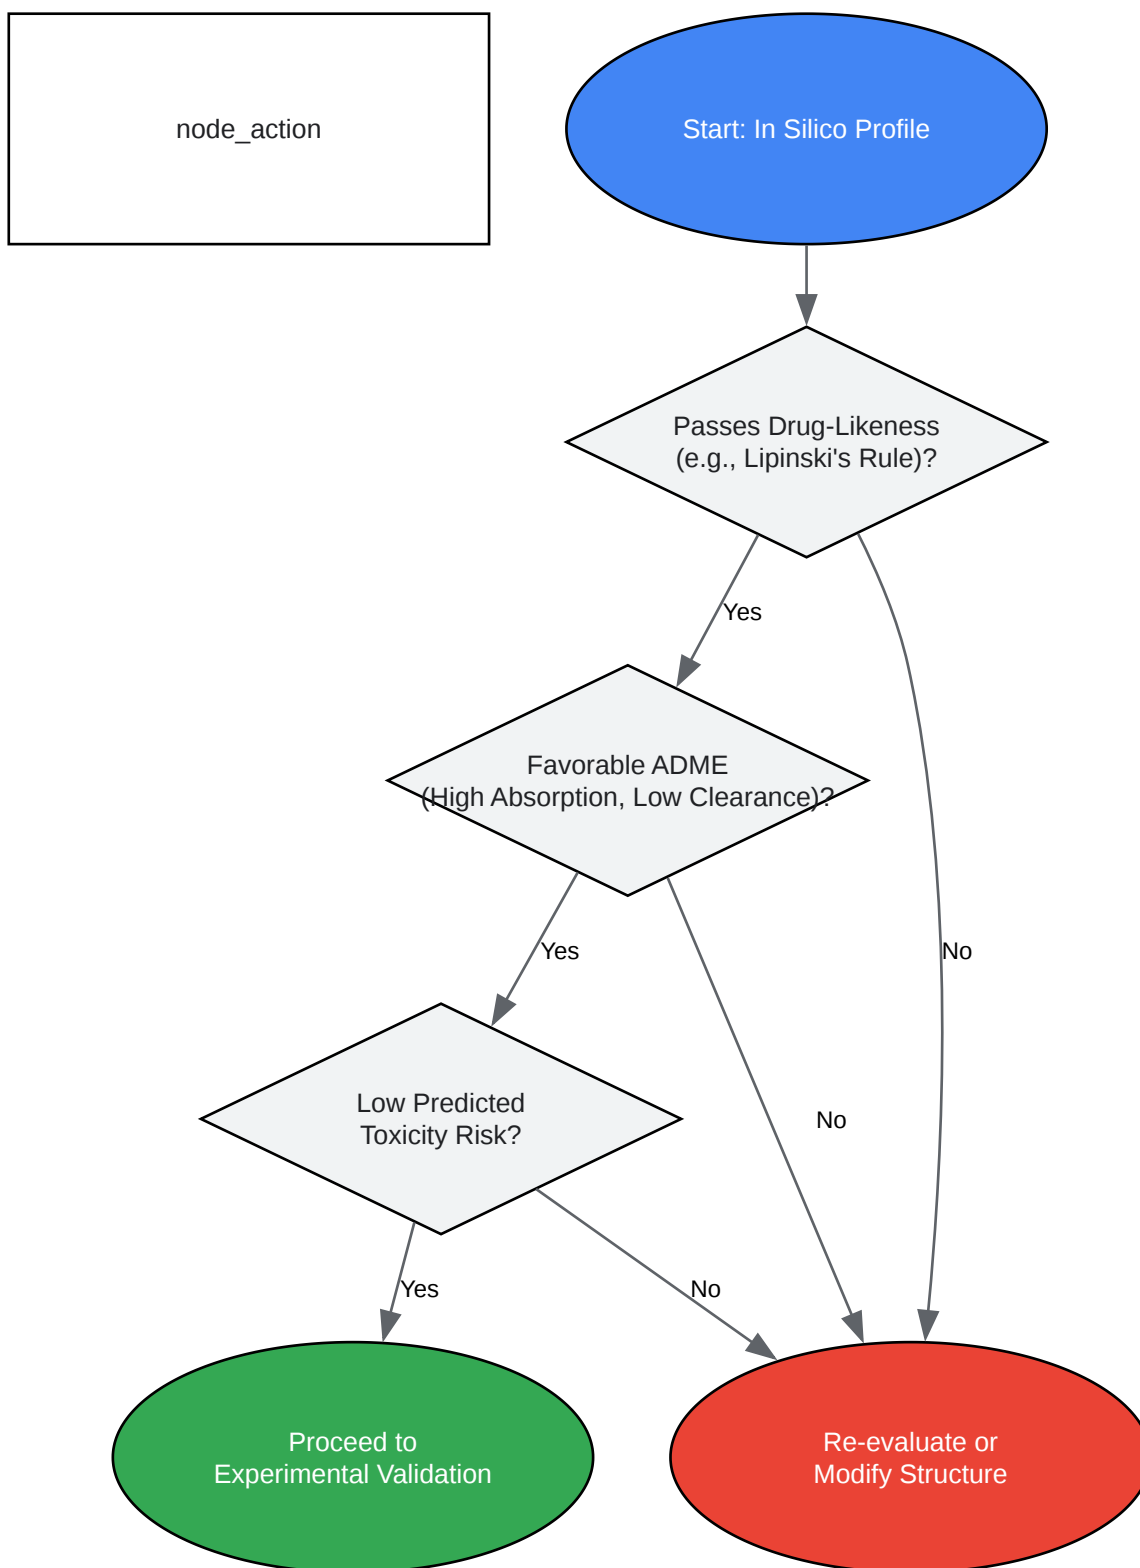 node_action
Start: In Silico Profile
Passes Drug-Likeness
(e.g., Lipinski's Rule)?
Yes
Favorable ADME
(High Absorption, Low Clearance)?
Yes
No
Low Predicted
Toxicity Risk?
No
Yes
No
Proceed to
Experimental Validation
Re-evaluate or
Modify Structure